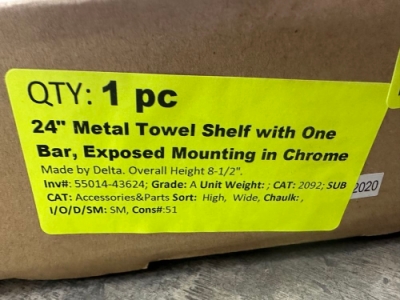 QTY: 1 pc
24" Metal Towel Shelf with One
Bar, Exposed Mounting in Chrome
Made by Delta. Overall Height 8-1/2".
Inv#: 55014-43624; Grade: A Unit Weight: ; CAT: 2092; SUB
CAT: Accessories&Parts Sort: High, Wide, Chaulk: ,
I/O/D/SM: SM, Cons#:51
2020